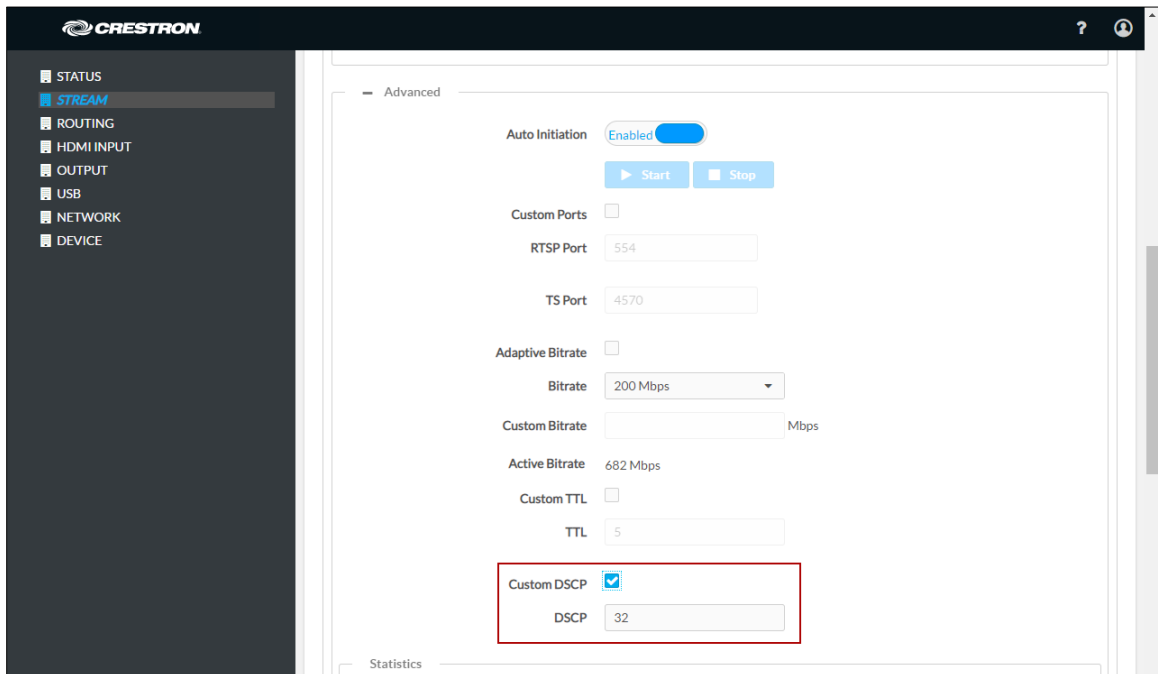 CRESTRON
?
STATUS
STREAM
ROUTING
HDMI INPUT
OUTPUT
USB
NETWORK
DEVICE
Advanced
Auto Initiation Enabled
Start Stop
Custom Ports
RTSP Port 554
TS Port 4570
Adaptive Bitrate
Bitrate 200 Mbps
Custom Bitrate Mbps
Active Bitrate 682 Mbps
Custom TTL
TTL 5
Custom DSCP
DSCP 32
Statistics